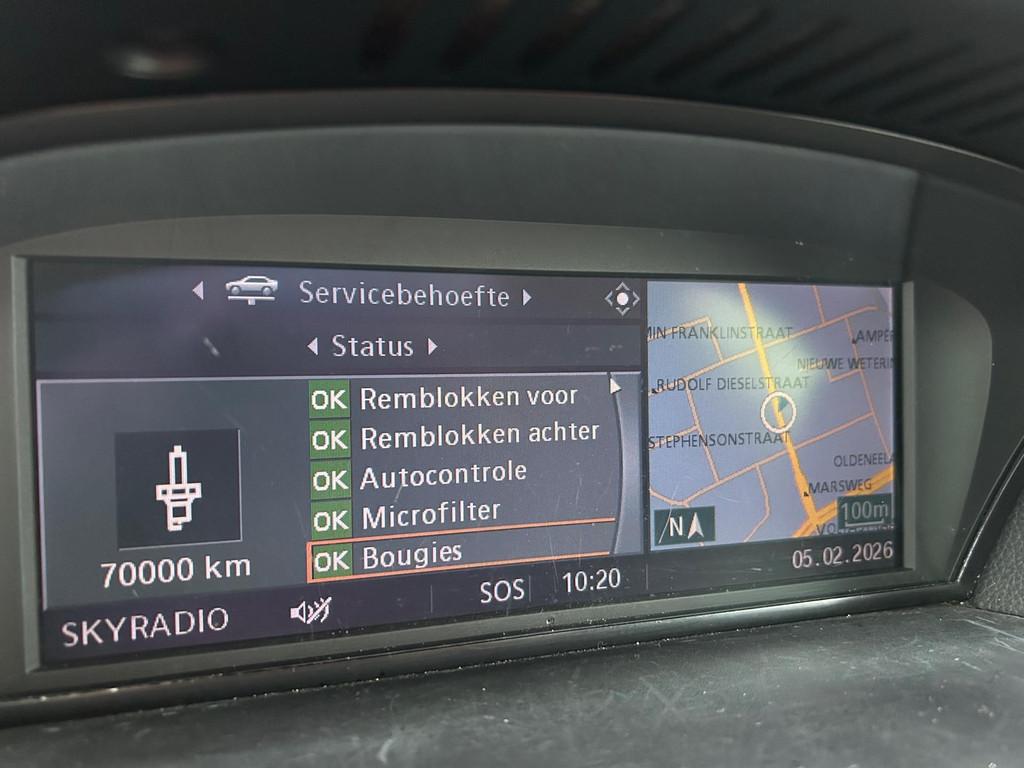 Servicebehoefte
Status
OK Remblokken voor
OK Remblokken achter
OK Autocontrole
OK Microfilter
OK Bougies
70000 km
SKYRADIO
SOS
10:20
RUDOLF DIESELSTRAAT
STEPHENSONSTRAAT
MARSWEG
N
100m
05.02.2026
MIN FRANKLINSTRAAT
AMPER
NIEUWE WETERIN
OLDENEEL